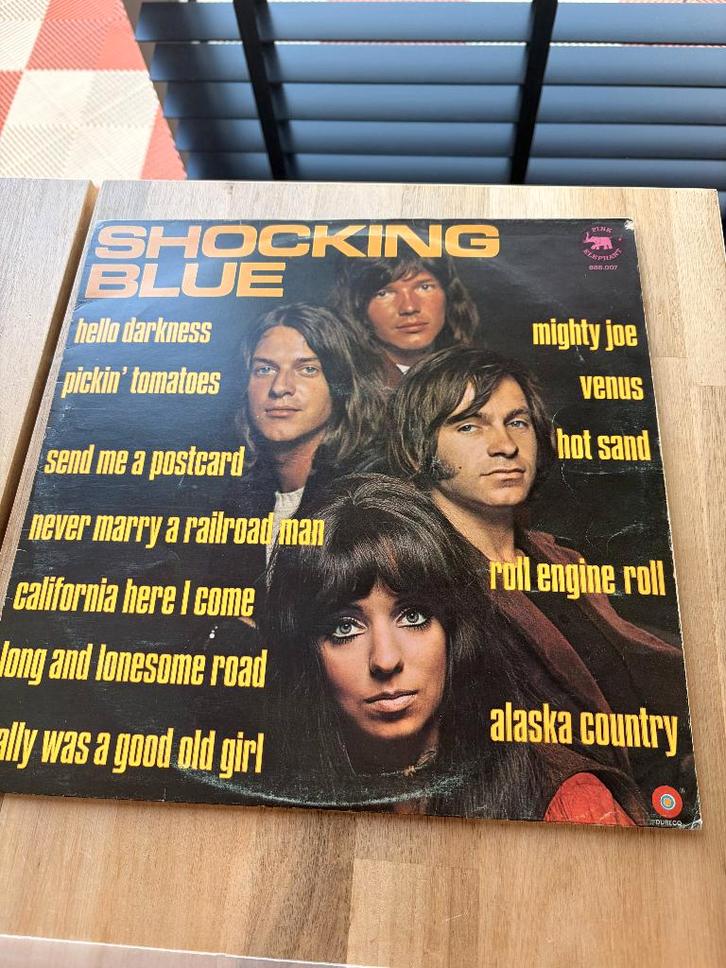 SHOCKING
BLUE
PINK
ELEPHANT
888.007
hello darkness
pickin' tomatoes
send me a postcard
never marry a railroad man
california here I come
long and lonesome road
ally was a good old girl
mighty joe
venus
hot sand
roll engine roll
alaska country
DURECO